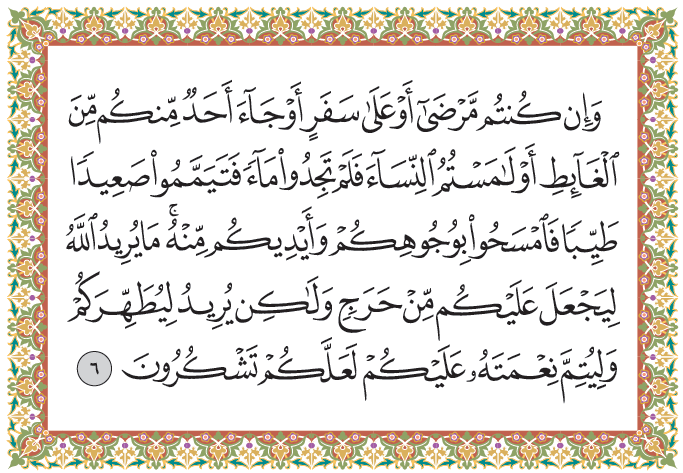 وَإِن كُنتُم مَّرْضَىٰٓ أَوْ عَلَىٰ سَفَرٍ أَوْ جَآءَ أَحَدٌ مِّنكُم مِّنَ
ٱلْغَآئِطِ أَوْ لَٰمَسْتُمُ ٱلنِّسَآءَ فَلَمْ تَجِدُوا۟ مَآءً فَتَيَمَّمُوا۟ صَعِيدًا
طَيِّبًا فَٱمْسَحُوا۟ بِوُجُوهِكُمْ وَأَيْدِيكُم مِّنْهُ ۚ مَا يُرِيدُ ٱللَّهُ
لِيَجْعَلَ عَلَيْكُم مِّنْ حَرَجٍ وَلَٰكِن يُرِيدُ لِيُطَهِّرَكُمْ
وَلِيُتِمَّ نِعْمَتَهُۥ عَلَيْكُمْ لَعَلَّكُمْ تَشْكُرُونَ ٦